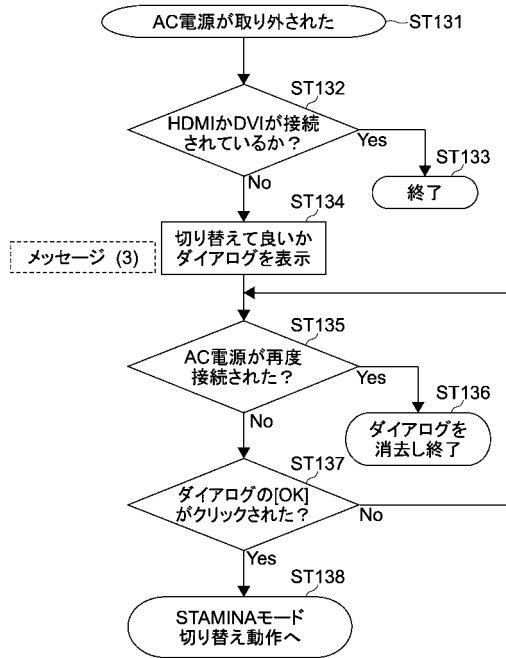 AC電源が取り外された
ST131
ST132
HDMIかDVIが接続
されているか？
Yes
ST133
No
終了
ST134
切り替えて良いか
ダイアログを表示
メッセージ (3)
ST135
AC電源が再度
接続された？
Yes
ST136
No
ダイアログを
消去し終了
ST137
ダイアログの[OK]
がクリックされた？
No
Yes
ST138
STAMINAモード
切り替え動作へ